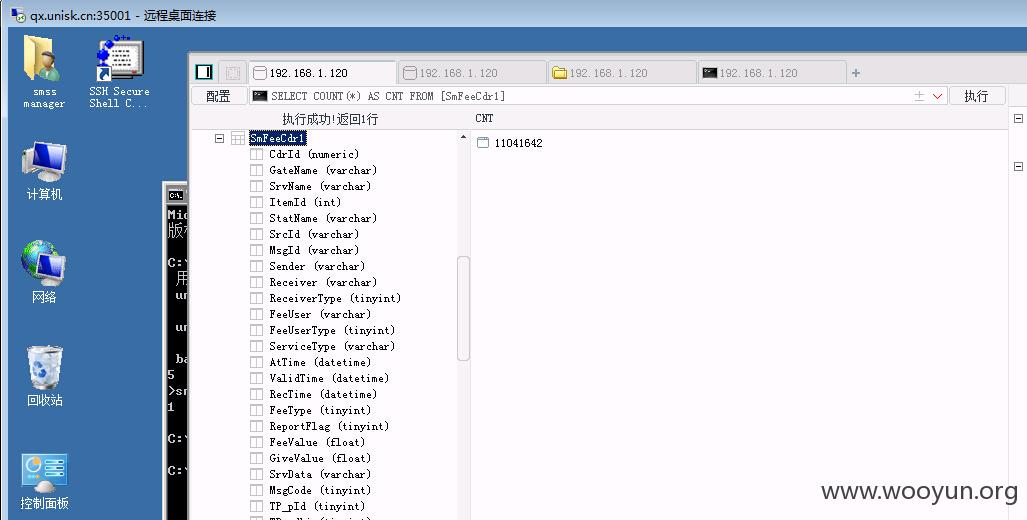 qx.unisk.cn:35001 - 远程桌面连接
smss
manager
SSH Secure
Shell C...
计算机
网络
回收站
控制面板
C:\.
Mic
C:\
用
un
un
ba
5
>sm
1
C:\
C:\
192.168.1.120
192.168.1.120
192.168.1.120
192.168.1.120
+
配置
SELECT COUNT(*) AS CNT FROM [SmFeeCdr1]
执行
执行成功!返回1行
CNT
11041642
SmFeeCdr1
CdrId (numeric)
GateName (varchar)
SrvName (varchar)
ItemId (int)
StatName (varchar)
SrcId (varchar)
MsgId (varchar)
Sender (varchar)
Receiver (varchar)
ReceiverType (tinyint)
FeeUser (varchar)
FeeUserType (tinyint)
ServiceType (varchar)
AtTime (datetime)
ValidTime (datetime)
RecTime (datetime)
FeeType (tinyint)
ReportFlag (tinyint)
FeeValue (float)
GiveValue (float)
SrvData (varchar)
MsgCode (tinyint)
TP_pId (tinyint)
www.wooyun.org